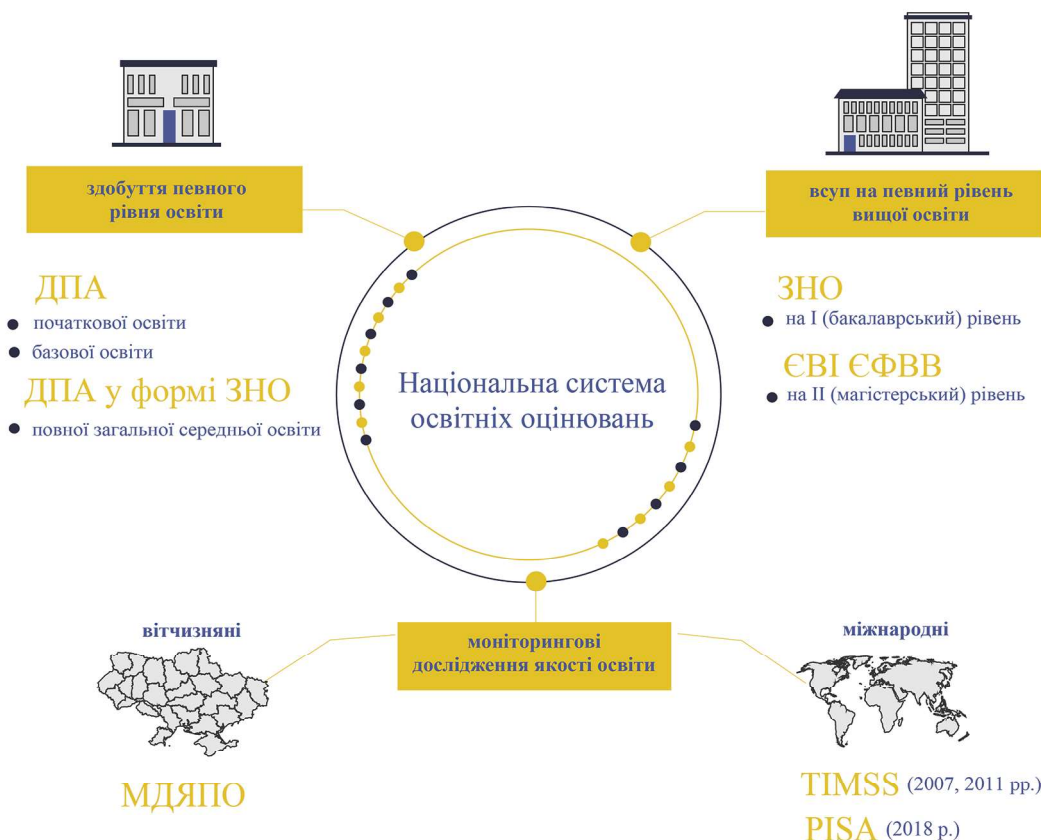 здобуття певного
рівня освіти
ДПА
початкової освіти
базової освіти
ДПА у формі ЗНО
повної загальної середньої освіти
Національна система
освітніх оцінювань
всуп на певний рівень
вищої освіти
ЗНО
на І (бакалаврський) рівень
ЄВІ ЄФВВ
на ІІ (магістерський) рівень
моніторингові
дослідження якості освіти
вітчизняні
МДЯПО
міжнародні
TIMSS (2007, 2011 рр.)
PISA (2018 р.)